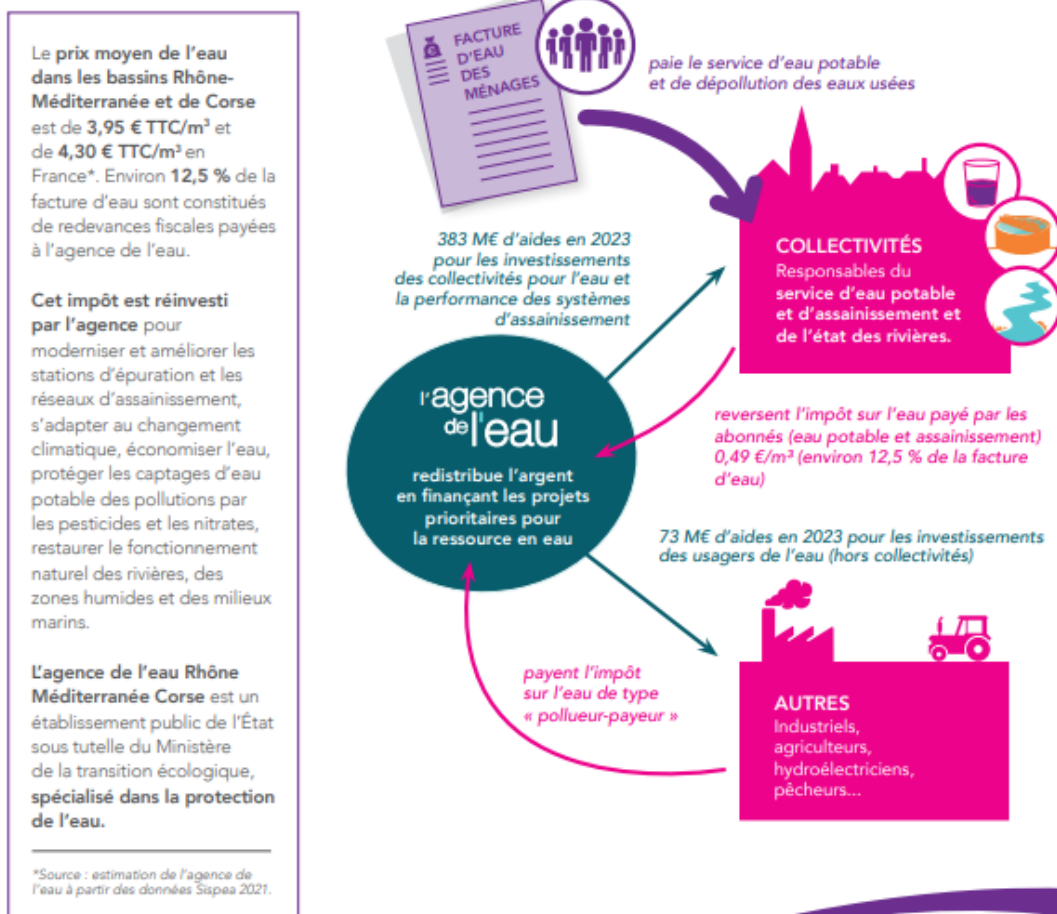 Le prix moyen de l'eau
dans les bassins Rhône-
Méditerranée et de Corse
est de 3,95 € TTC/m³ et
de 4,30 € TTC/m³ en
France*. Environ 12,5 % de la
facture d'eau sont constitués
de redevances fiscales payées
à l'agence de l'eau.
Cet impôt est réinvesti
par l'agence pour
moderniser et améliorer les
stations d'épuration et les
réseaux d'assainissement,
s'adapter au changement
climatique, économiser l'eau,
protéger les captages d'eau
potable des pollutions par
les pesticides et les nitrates,
restaurer le fonctionnement
naturel des rivières, des
zones humides et des milieux
marins.
L'agence de l'eau Rhône
Méditerranée Corse est un
établissement public de l'État
sous tutelle du Ministère
de la transition écologique,
spécialisé dans la protection
de l'eau.
*Source : estimation de l'agence de
l'eau à partir des données Sispea 2021.
FACTURE
D'EAU
DES
MÉNAGES
paie le service d'eau potable
et de dépollution des eaux usées
383 M€ d'aides en 2023
pour les investissements
des collectivités pour l'eau et
la performance des systèmes
d'assainissement
COLLECTIVITÉS
Responsables du
service d'eau potable
et d'assainissement et
de l'état des rivières.
l'agence
de l'eau
redistribue l'argent
en finançant les projets
prioritaires pour
la ressource en eau
reversent l'impôt sur l'eau payé par les
abonnés (eau potable et assainissement)
0,49 €/m³ (environ 12,5 % de la facture
d'eau)
73 M€ d'aides en 2023 pour les investissements
des usagers de l'eau (hors collectivités)
payent l'impôt
sur l'eau de type
« pollueur-payeur »
AUTRES
Industriels,
agriculteurs,
hydroélectriciens,
pêcheurs...